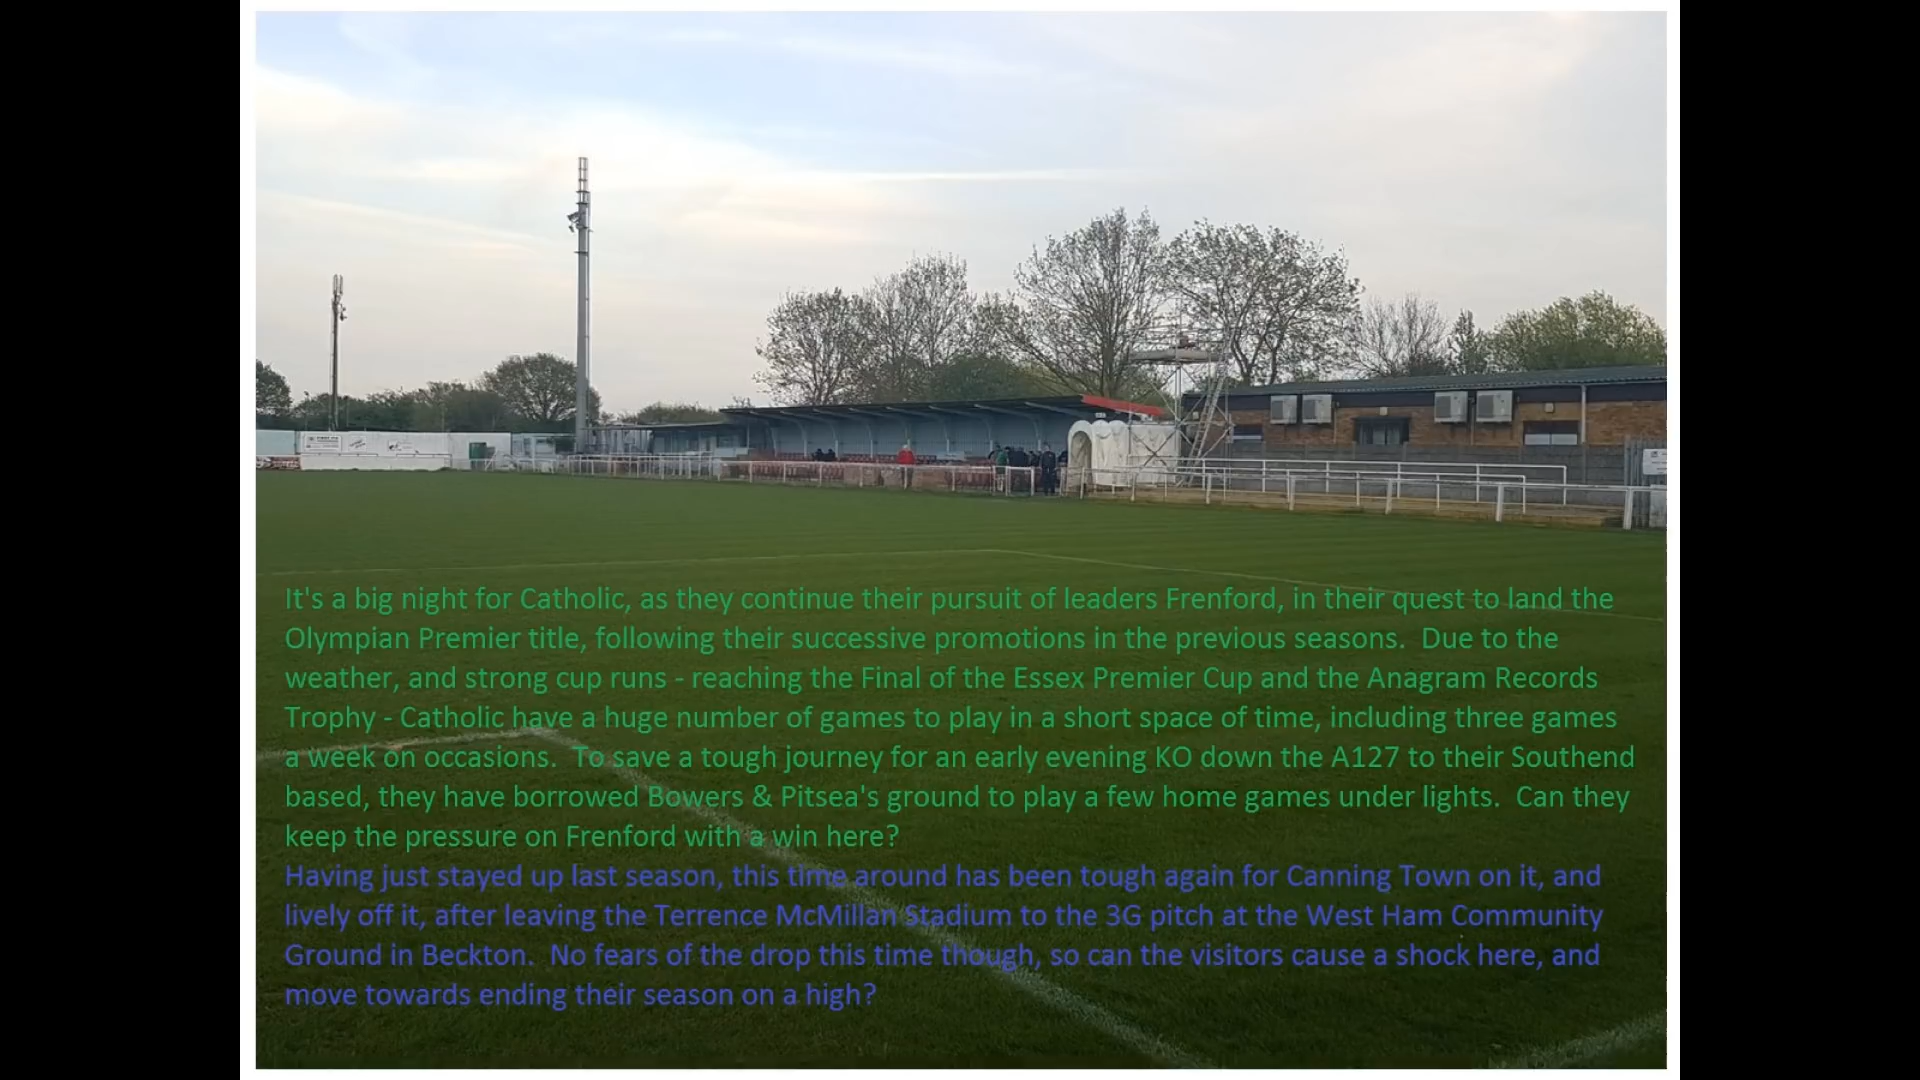 It's a big night for Catholic, as they continue their pursuit of leaders Frenford, in their quest to land the
Olympian Premier title, following their successive promotions in the previous seasons.  Due to the
weather, and strong cup runs - reaching the Final of the Essex Premier Cup and the Anagram Records
Trophy - Catholic have a huge number of games to play in a short space of time, including three games
a week on occasions.  To save a tough journey for an early evening KO down the A127 to their Southend
based, they have borrowed Bowers & Pitsea's ground to play a few home games under lights.  Can they
keep the pressure on Frenford with a win here?
Having just stayed up last season, this time around has been tough again for Canning Town on it, and
lively off it, after leaving the Terrence McMillan Stadium to the 3G pitch at the West Ham Community
Ground in Beckton.  No fears of the drop this time though, so can the visitors cause a shock here, and
move towards ending their season on a high?